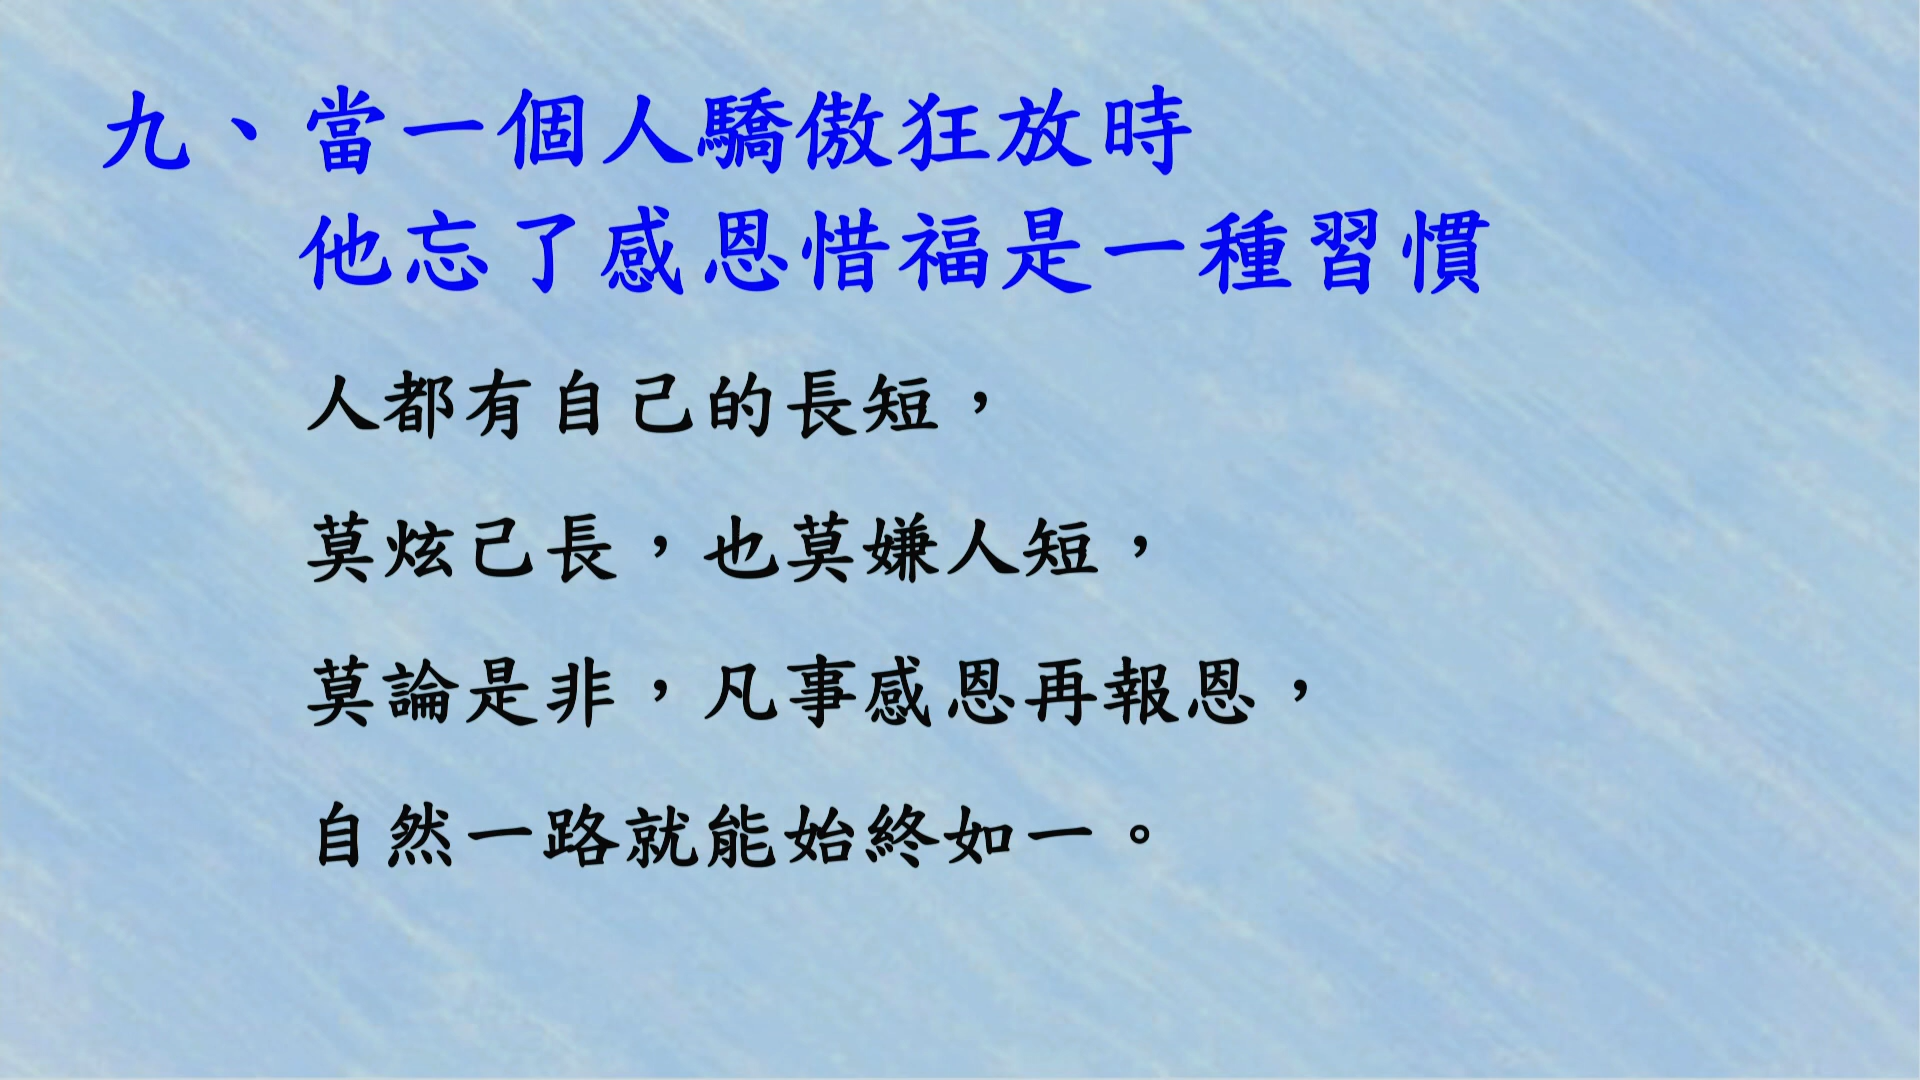 九、當一個人驕傲狂放時
他忘了感恩惜福是一種習慣
人都有自己的長短，
莫炫己長，也莫嫌人短，
莫論是非，凡事感恩再報恩，
自然一路就能始終如一。